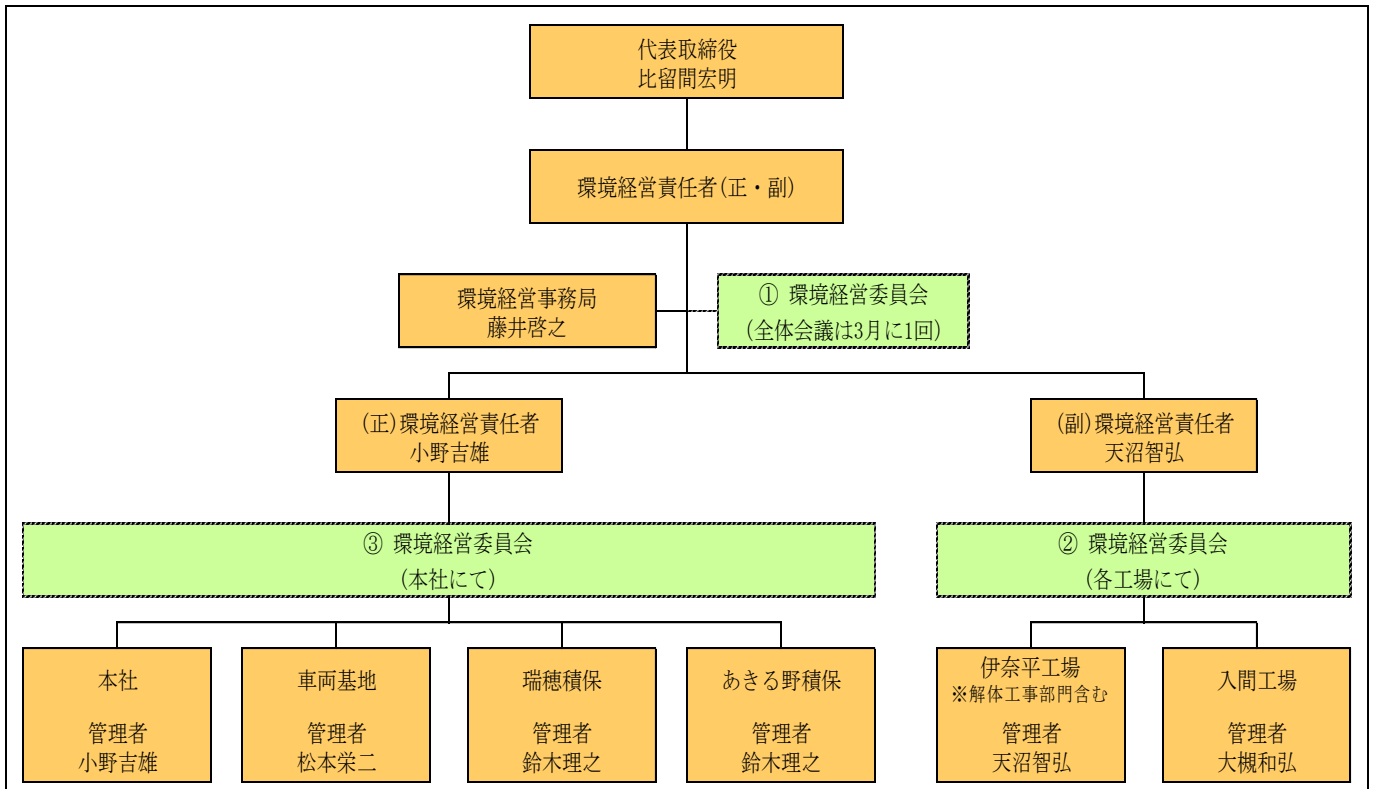 代表取締役
比留間宏明
環境経営責任者(正・副)
環境経営事務局
藤井啓之
① 環境経営委員会
(全体会議は3月に1回)
(正)環境経営責任者
小野吉雄
(副)環境経営責任者
天沼智弘
③ 環境経営委員会
(本社にて)
② 環境経営委員会
(各工場にて)
本社
管理者
小野吉雄
車両基地
管理者
松本栄二
瑞穂積保
管理者
鈴木理之
あきる野積保
管理者
鈴木理之
伊奈平工場
※解体工事部門含む
管理者
天沼智弘
入間工場
管理者
大槻和弘